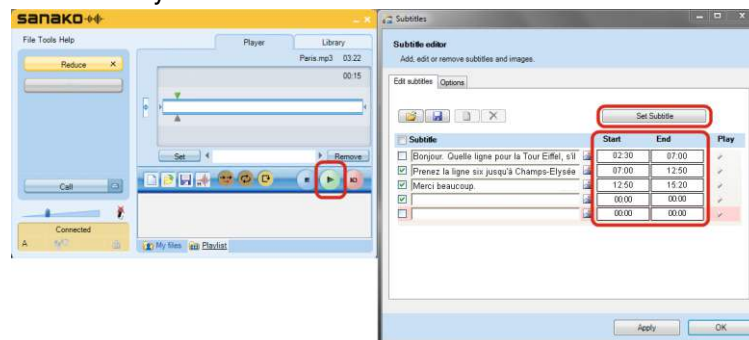 sanako
File Tools Help
Player
Library
Reduce
X
Paris.mp3 03:22
00:15
Set
Remove
Call
Connected
A
My files
Playlist
Subtitles
Subtitle editor
Add, edit or remove subtitles and images.
Edit subtitles
Options
Set Subtitle
Subtitle
Start
End
Play
Bonjour. Quelle ligne pour la Tour Eiffel, s'il
02:30
07:00
Prenez la ligne six jusqu'à Champs-Elysée
07:00
12:50
Merci beaucoup.
12:50
15:20
00:00
00:00
00:00
00:00
Apply
OK